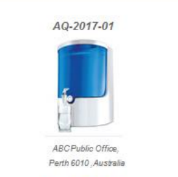 AQ-2017-01
ABC Public Office,
Perth 6010 ,Australia